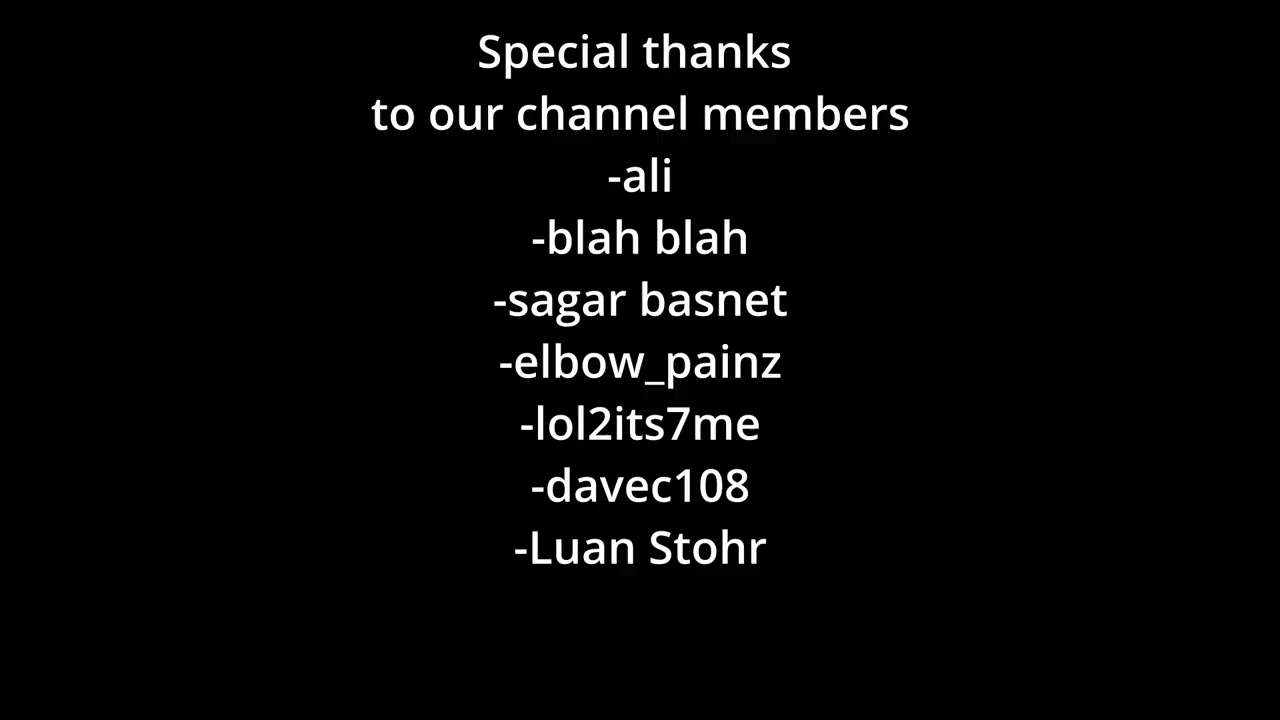 Special thanks
to our channel members
-ali
-blah blah
-sagar basnet
-elbow_painz
-lol2its7me
-davec108
-Luan Stohr